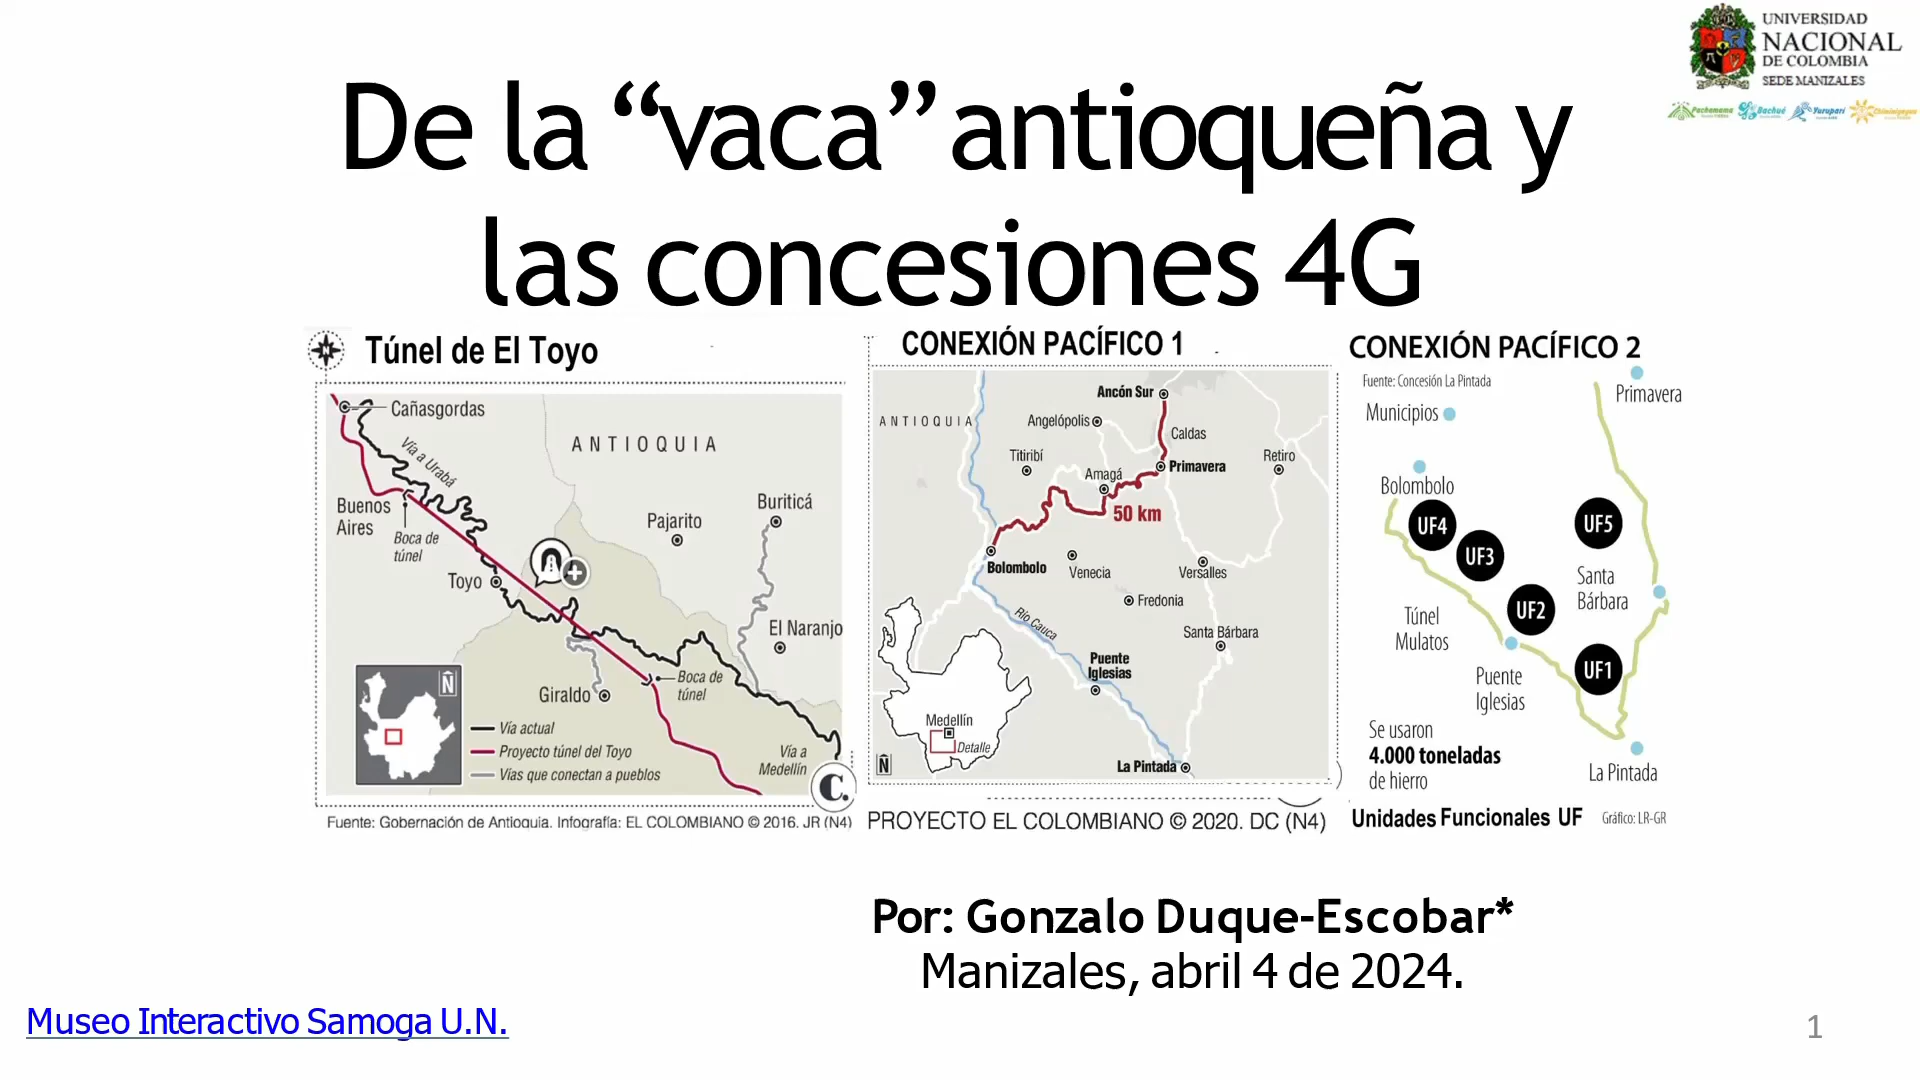 UNIVERSIDAD
NACIONAL
DE COLOMBIA
SEDE MANIZALES
Pachamama
Bachué
Yurupari
De la “vaca” antioqueña y
las concesiones 4G
Túnel de El Toyo
Cañasgordas
Vía a Urabá
ANTIOQUIA
Buenos
Aires
Boca de
túnel
Pajarito
Buriticá
Toyo
El Naranjo
Giraldo
Boca de
túnel
Ñ
Vía actual
Proyecto túnel del Toyo
Vías que conectan a pueblos
Vía a
Medellín
C.
Fuente: Gobernación de Antioquia. Infografía: EL COLOMBIANO © 2016. JR (N4)
CONEXIÓN PACÍFICO 1
Ancón Sur
ANTIOQUIA
Angelópolis
Caldas
Titiribí
Amagá
Primavera
Retiro
50 km
Bolombolo
Venecia
Versalles
Fredonia
Río Cauca
Santa Bárbara
Puente
Iglesias
Medellín
Detalle
Ñ
La Pintada
PROYECTO EL COLOMBIANO © 2020. DC (N4)
CONEXIÓN PACÍFICO 2
Fuente: Concesión La Pintada
Primavera
Municipios
Bolombolo
UF4
UF3
UF5
Santa
Bárbara
UF2
Túnel
Mulatos
UF1
Puente
Iglesias
Se usaron
4.000 toneladas
de hierro
La Pintada
Unidades Funcionales UF
Gráfico: LR-GR
Por: Gonzalo Duque-Escobar*
Manizales, abril 4 de 2024.
Museo Interactivo Samoga U.N.
1